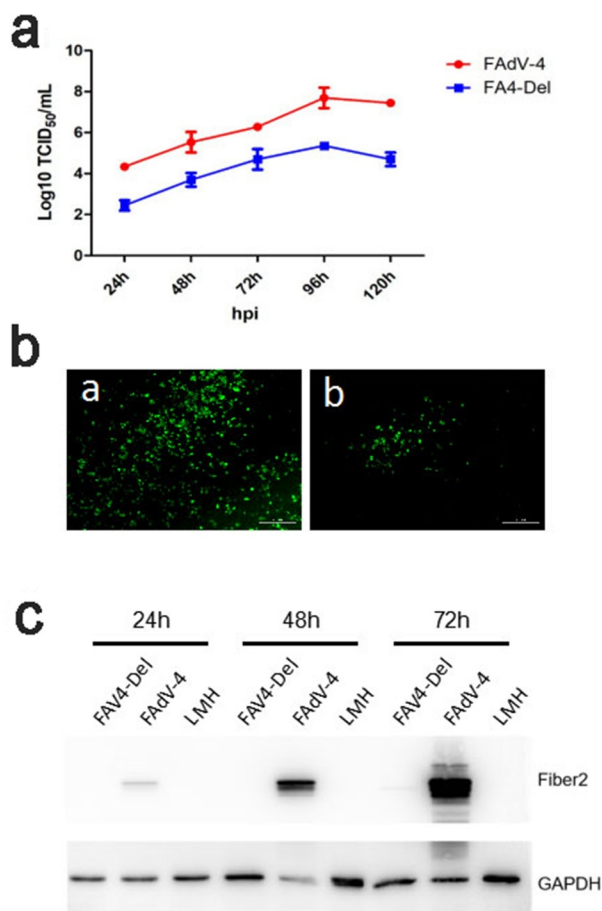 a
10
8
6
4
2
0
Log10 TCID50/mL
24h
48h
72h
96h
120h
hpi
FAdV-4
FA4-Del
b
a
b
c
24h
48h
72h
FAV4-Del
FAdV-4
LMH
FAV4-Del
FAdV-4
LMH
FAV4-Del
FAdV-4
LMH
Fiber2
GAPDH